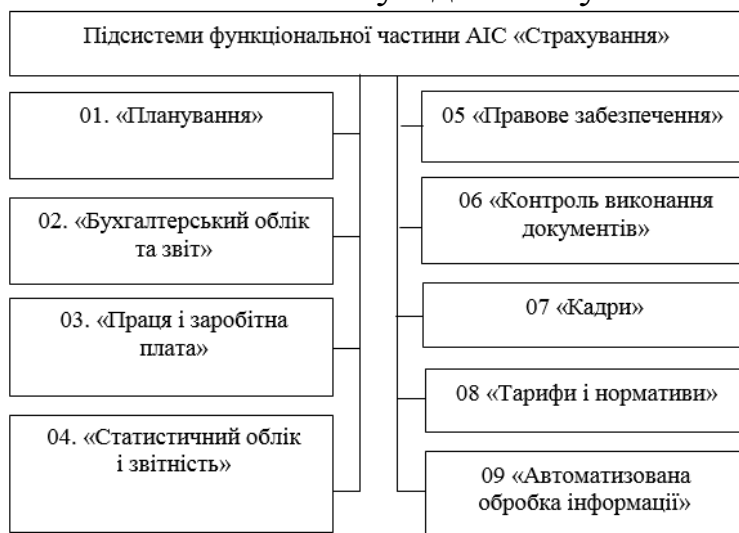 Підсистеми функціональної частини АІС «Страхування»
01. «Планування»
02. «Бухгалтерський облік
та звіт»
03. «Праця і заробітна
плата»
04. «Статистичний облік
і звітність»
05 «Правове забезпечення»
06 «Контроль виконання
документів»
07 «Кадри»
08 «Тарифи і нормативи»
09 «Автоматизована
обробка інформації»